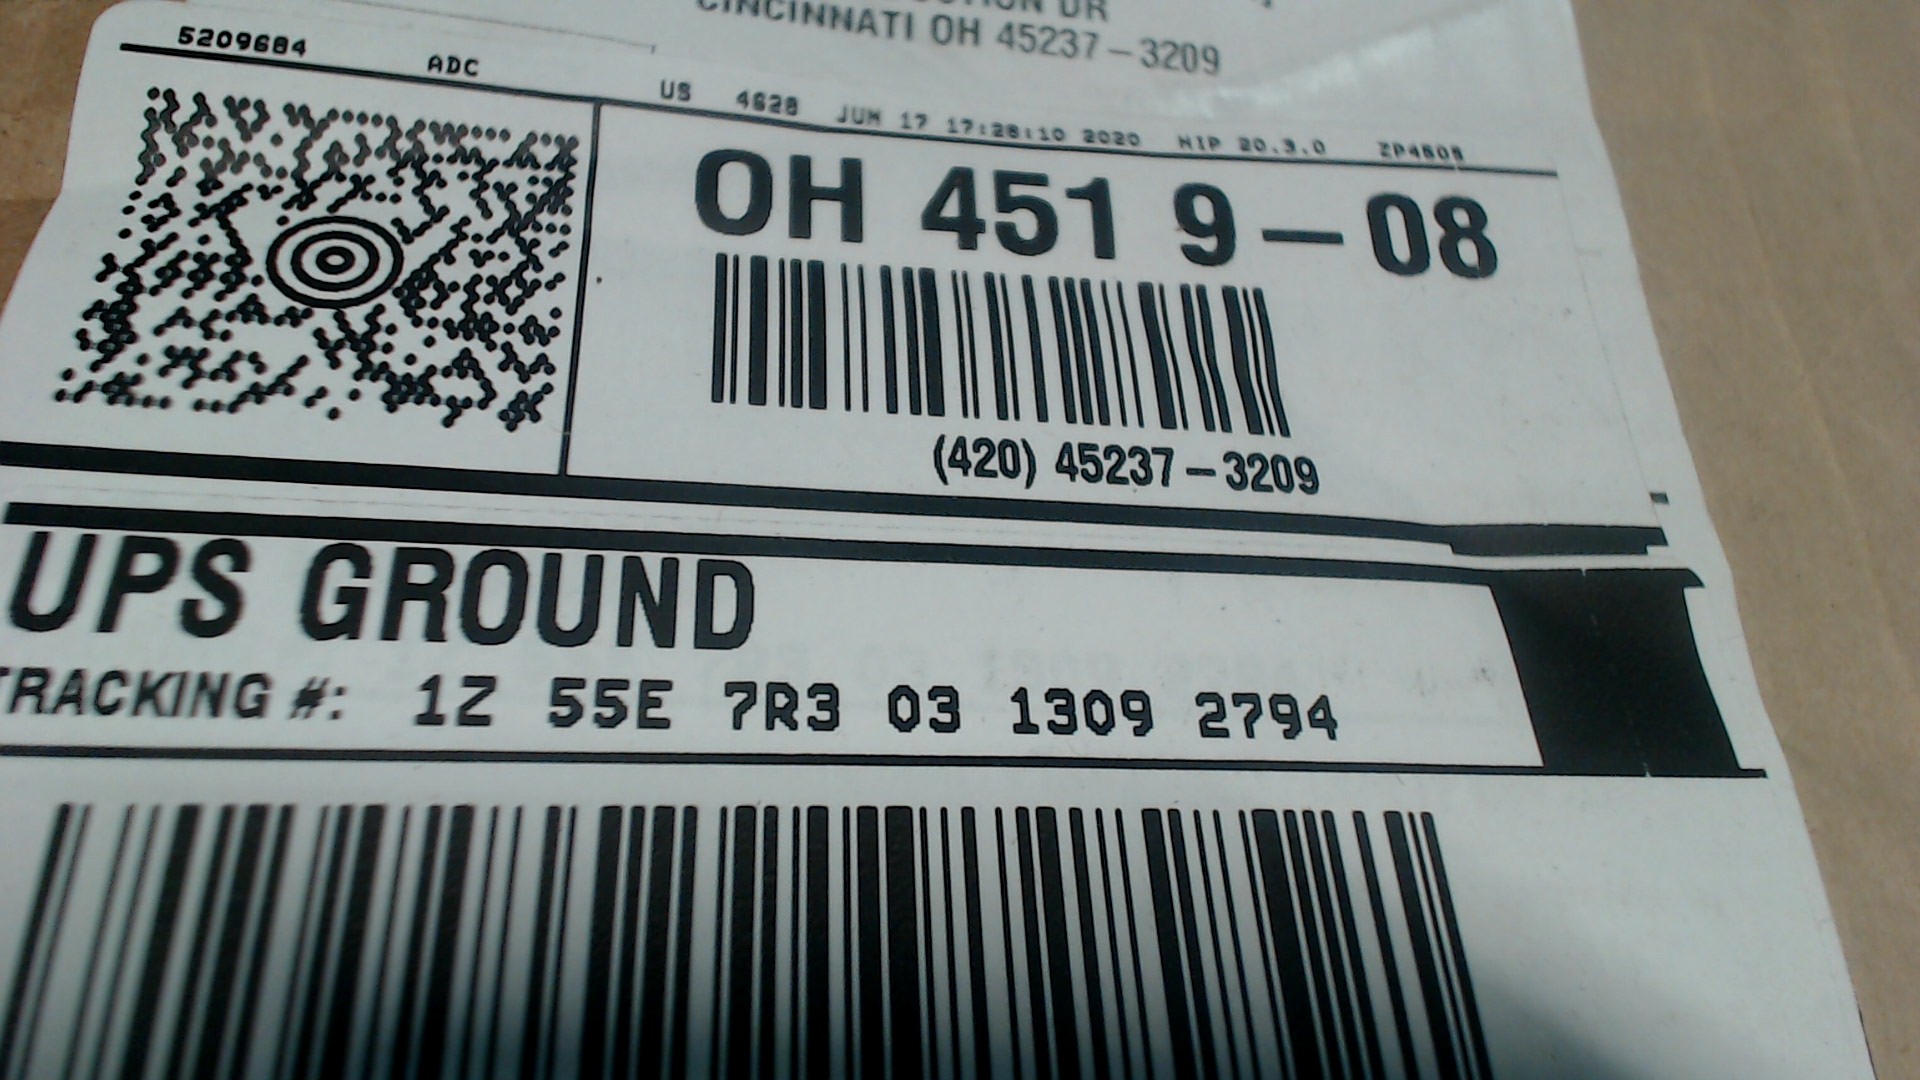 CINCINNATI OH 45237-3209
5209684 ADC US 4628 JUN 17 17:28:10 2020 HIP 20.3.0
OH 451 9-08
(420) 45237-3209
UPS GROUND
TRACKING #: 1Z 55E 7R3 03 1309 2794